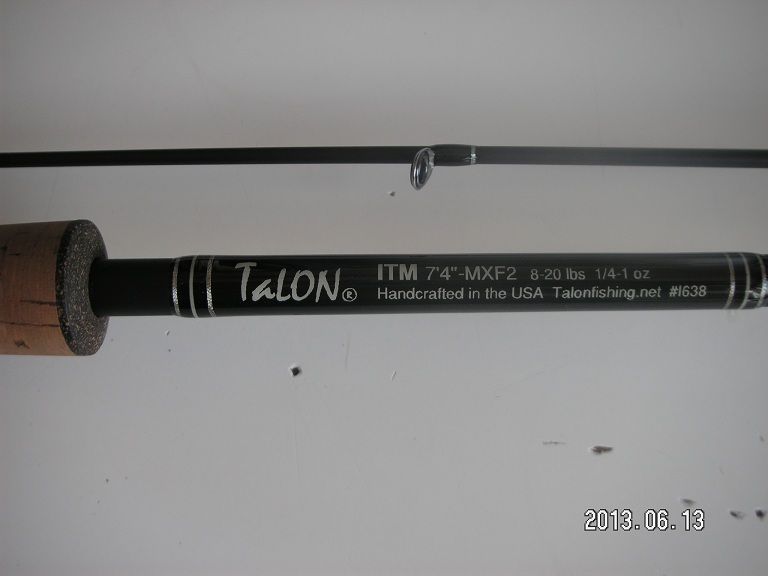 TaLON® ITM 7'4"-MXF2 8-20 lbs 1/4-1 oz
Handcrafted in the USA Talonfishing.net #I638
2013.06.13